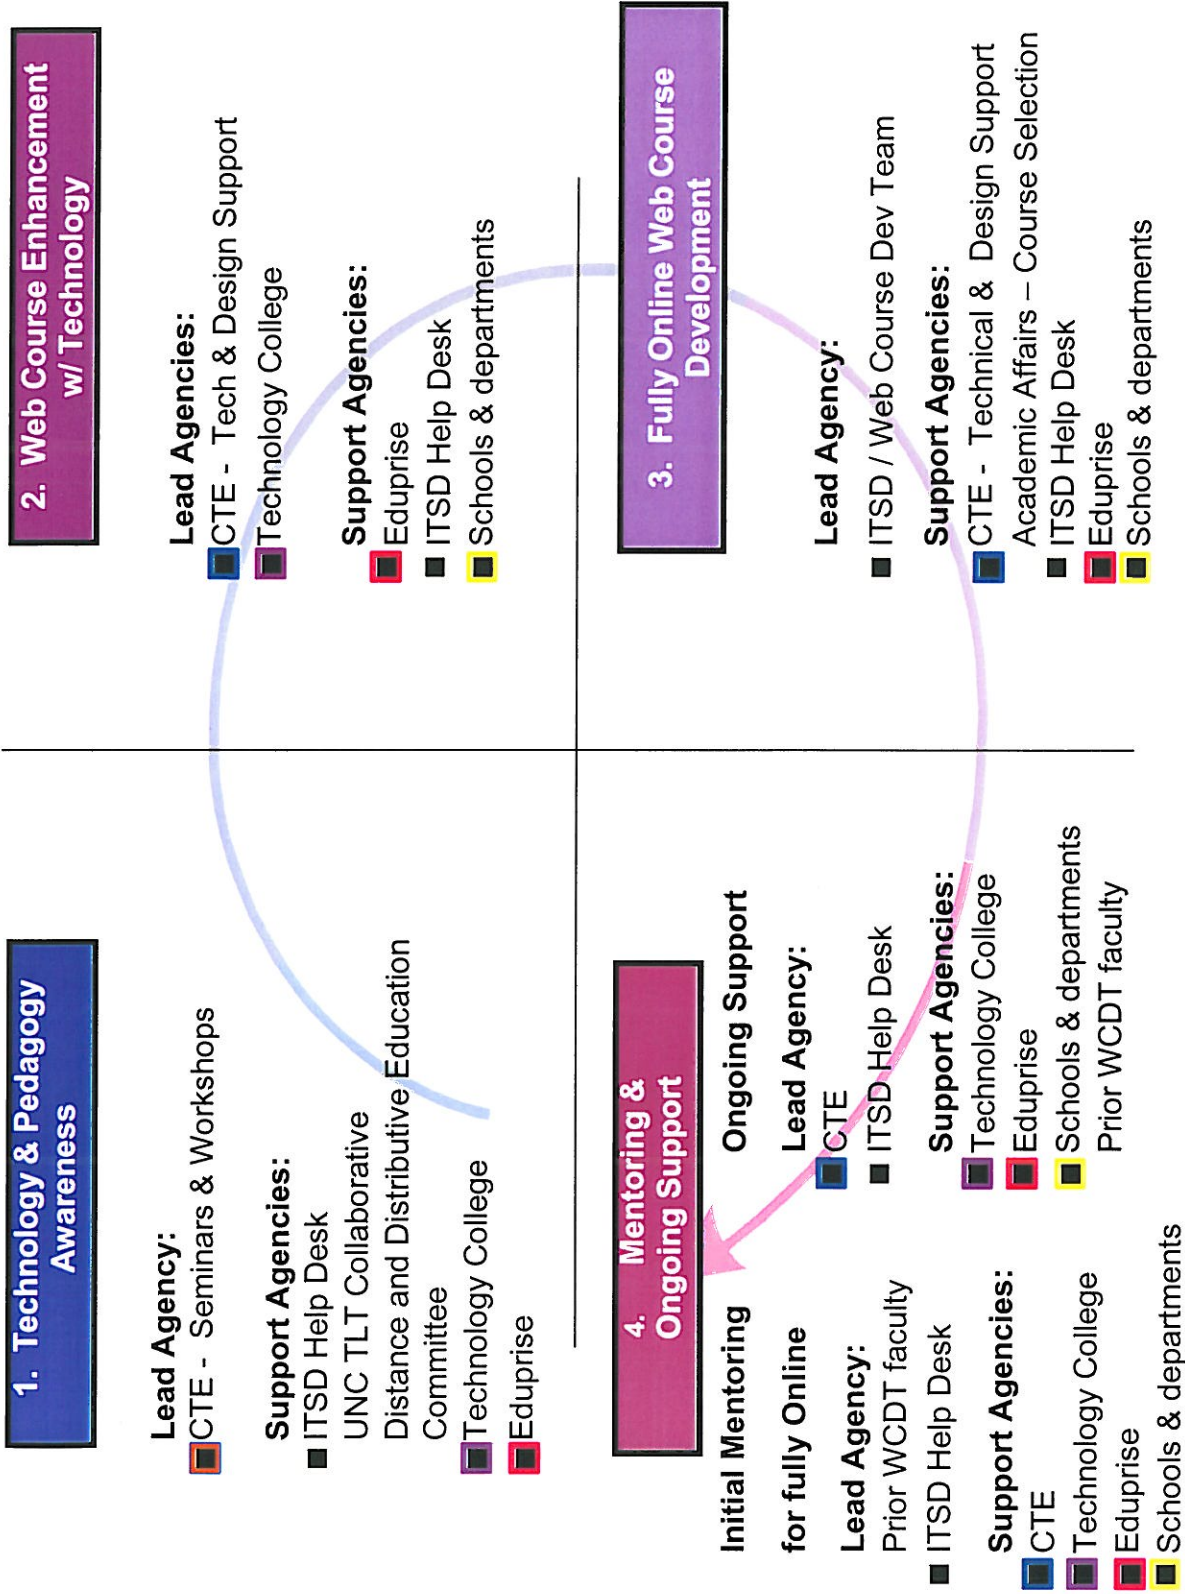 1. Technology & Pedagogy
Awareness
Lead Agency:
CTE - Seminars & Workshops
Support Agencies:
ITSD Help Desk
UNC TLT Collaborative
Distance and Distributive Education
Committee
Technology College
Eduprise
2. Web Course Enhancement
w/ Technology
Lead Agencies:
CTE - Tech & Design Support
Technology College
Support Agencies:
Eduprise
ITSD Help Desk
Schools & departments
3. Fully Online Web Course
Development
Lead Agency:
ITSD / Web Course Dev Team
Support Agencies:
CTE - Technical & Design Support
Academic Affairs – Course Selection
ITSD Help Desk
Eduprise
Schools & departments
4. Mentoring &
Ongoing Support
Initial Mentoring
for fully Online
Lead Agency:
Prior WCDT faculty
ITSD Help Desk
Support Agencies:
CTE
Technology College
Eduprise
Schools & departments
Ongoing Support
Lead Agency:
CTE
ITSD Help Desk
Support Agencies:
Technology College
Eduprise
Schools & departments
Prior WCDT faculty